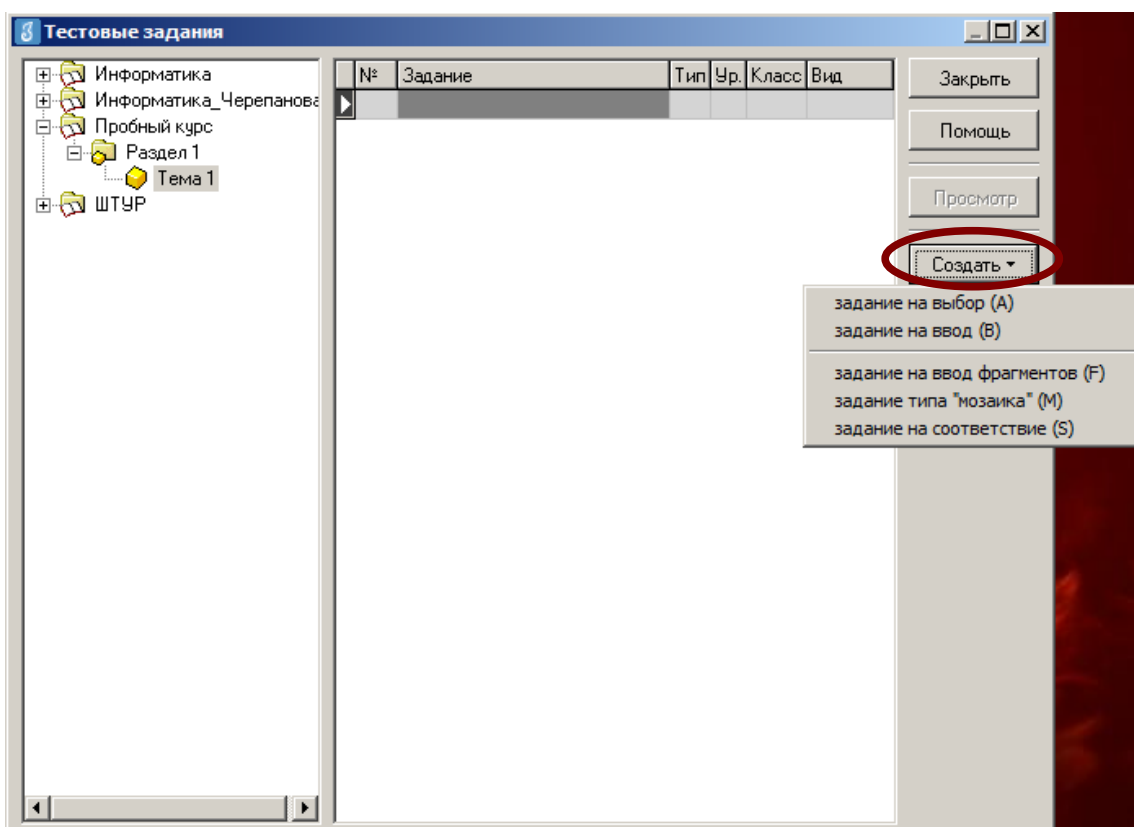 Тестовые задания
Информатика
Информатика_Черепанова
Пробный курс
Раздел 1
Тема 1
ШТУР
№ Задание Тип Ур. Класс Вид
Закрыть
Помощь
Просмотр
Создать
задание на выбор (A)
задание на ввод (B)
задание на ввод фрагментов (F)
задание типа "мозаика" (M)
задание на соответствие (S)